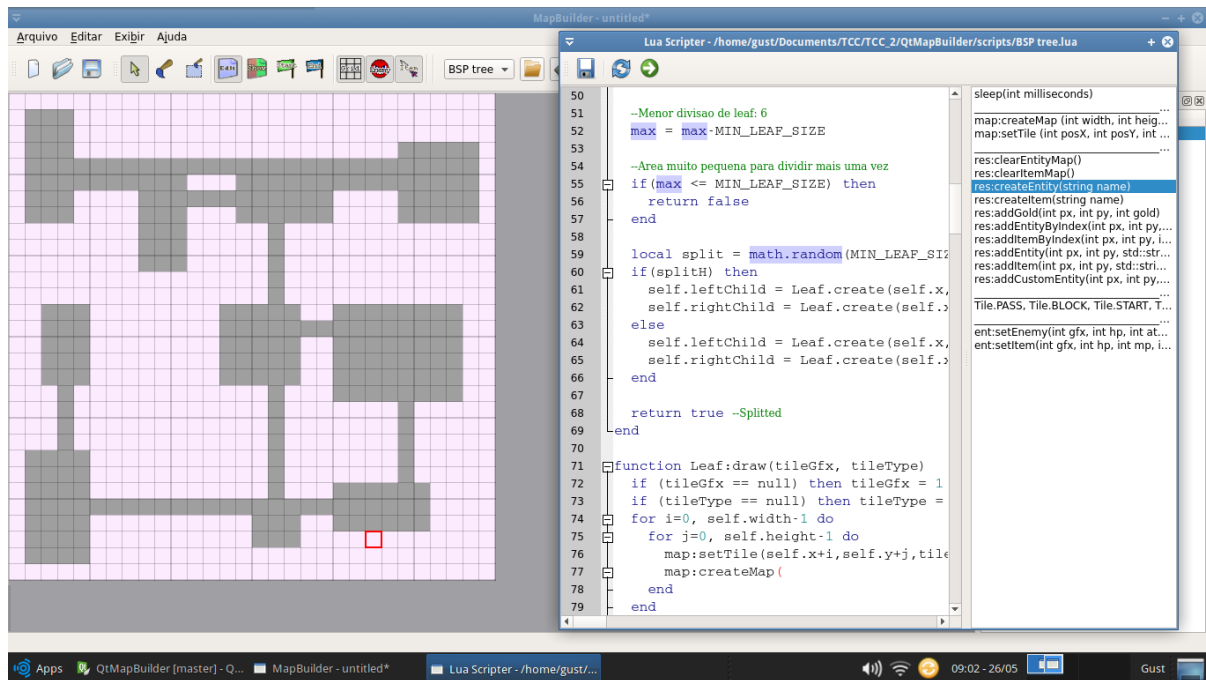 MapBuilder - untitled*
Arquivo Editar Exibir Ajuda
BSP tree
Lua Scripter - /home/gust/Documents/TCC/TCC_2/QtMapBuilder/scripts/BSP tree.lua
50
51 --Menor divisao de leaf: 6
52 max = max-MIN_LEAF_SIZE
53
54 --Area muito pequena para dividir mais uma vez
55 if(max <= MIN_LEAF_SIZE) then
56 return false
57 end
58
59 local split = math.random(MIN_LEAF_SIZ
60 if(splitH) then
61 self.leftChild = Leaf.create(self.x,
62 self.rightChild = Leaf.create(self.x
63 else
64 self.leftChild = Leaf.create(self.x,
65 self.rightChild = Leaf.create(self.x
66 end
67
68 return true --Splitted
69 end
70
71 function Leaf:draw(tileGfx, tileType)
72 if (tileGfx == null) then tileGfx = 1
73 if (tileType == null) then tileType =
74 for i=0, self.width-1 do
75 for j=0, self.height-1 do
76 map:setTile(self.x+i,self.y+j,tile
77 map:createMap(
78 end
79 end
sleep(int milliseconds)
...
map:createMap (int width, int heig...
map:setTile (int posX, int posY, int ...
...
res:clearEntityMap()
res:clearItemMap()
res:createEntity(string name)
res:createItem(string name)
res:addGold(int px, int py, int gold)
res:addEntityByIndex(int px, int py,...
res:addItemByIndex(int px, int py, i...
res:addEntity(int px, int py, std::str...
res:addItem(int px, int py, std::stri...
res:addCustomEntity(int px, int py,...
...
Tile.PASS, Tile.BLOCK, Tile.START, T...
...
ent:setEnemy(int gfx, int hp, int at...
ent:setItem(int gfx, int hp, int mp, i...
Apps QtMapBuilder [master] - Q... MapBuilder - untitled* Lua Scripter - /home/gust/... 09:02 - 26/05 Gust